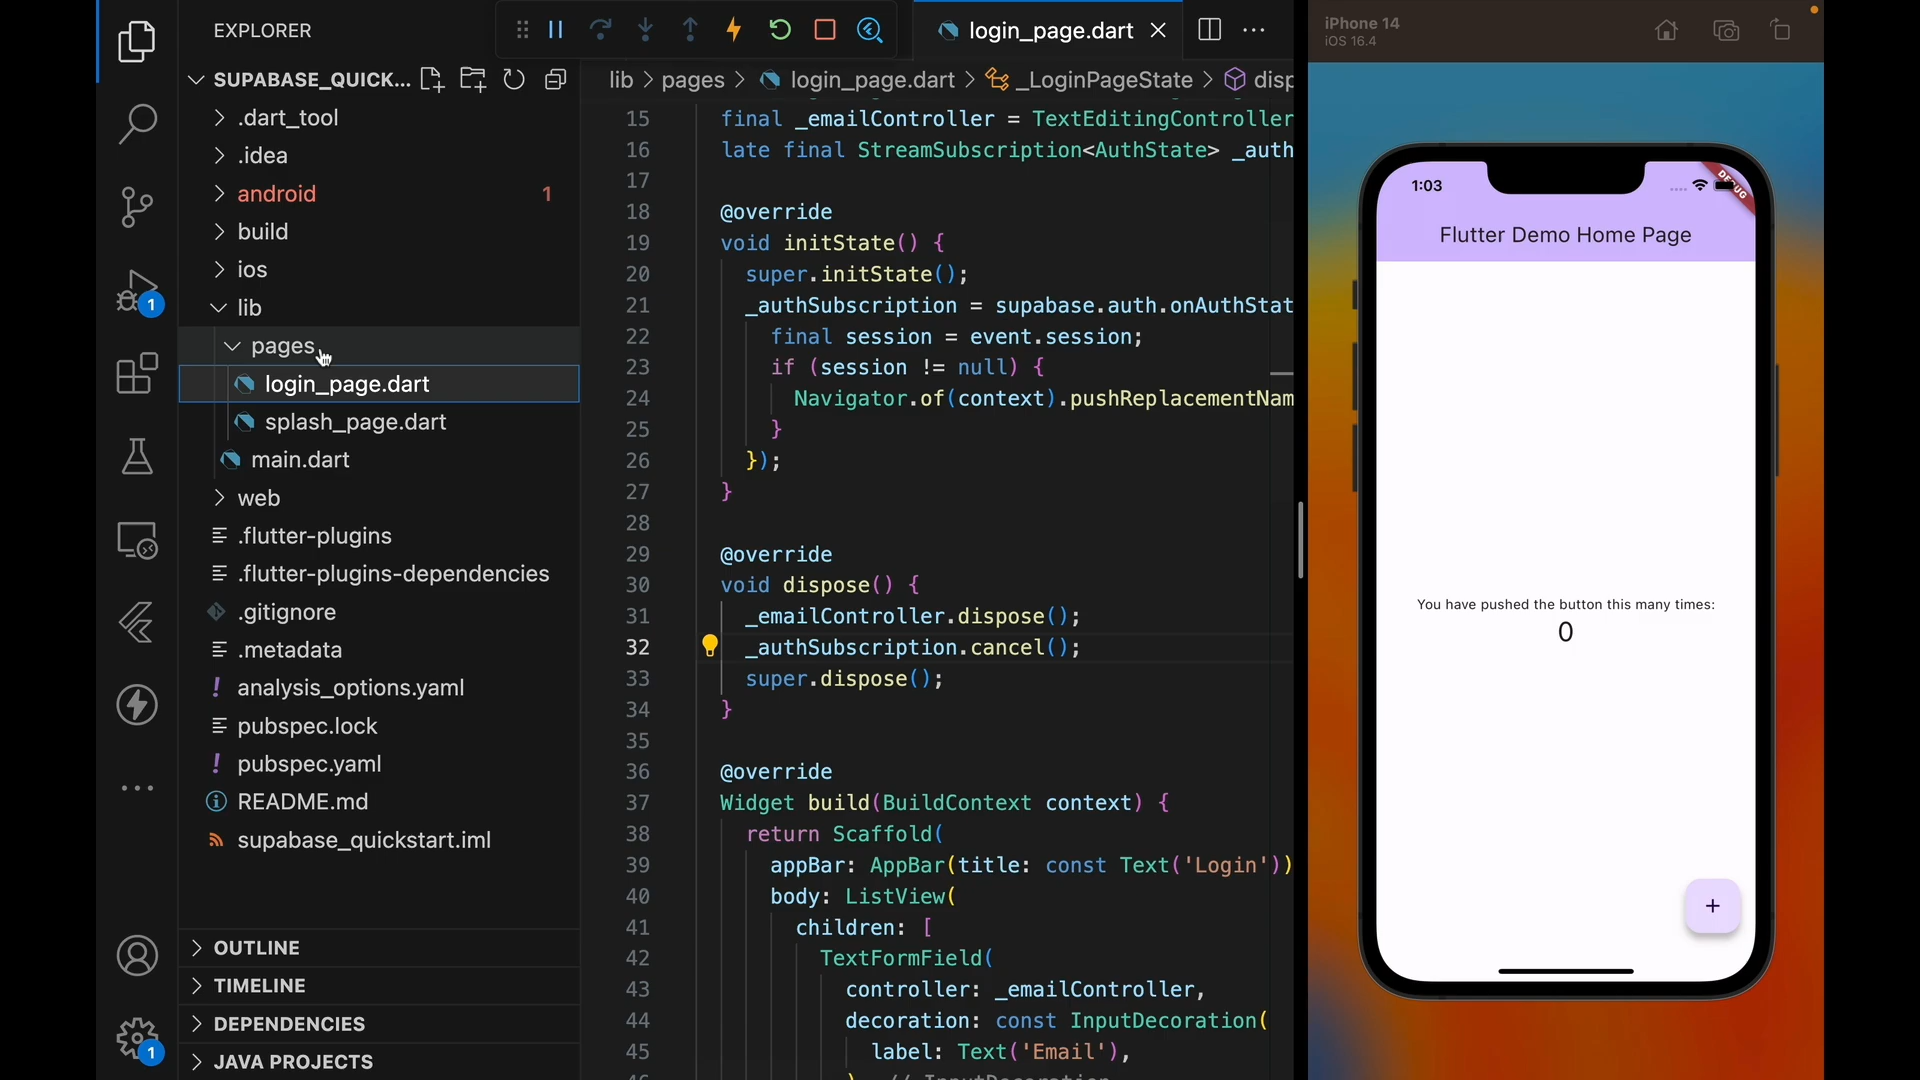 EXPLORER
SUPABASE_QUICK...
.dart_tool
.idea
android 1
build
ios
lib
pages
login_page.dart
splash_page.dart
main.dart
web
.flutter-plugins
.flutter-plugins-dependencies
.gitignore
.metadata
analysis_options.yaml
pubspec.lock
pubspec.yaml
README.md
supabase_quickstart.iml
OUTLINE
TIMELINE
DEPENDENCIES
JAVA PROJECTS
1
1
login_page.dart
lib > pages > login_page.dart > _LoginPageState > disp
15 final _emailController = TextEditingController
16 late final StreamSubscription<AuthState> _auth
17
18 @override
19 void initState() {
20 super.initState();
21 _authSubscription = supabase.auth.onAuthStat
22 final session = event.session;
23 if (session != null) {
24 Navigator.of(context).pushReplacementNam
25 }
26 });
27 }
28
29 @override
30 void dispose() {
31 _emailController.dispose();
32 _authSubscription.cancel();
33 super.dispose();
34 }
35
36 @override
37 Widget build(BuildContext context) {
38 return Scaffold(
39 appBar: AppBar(title: const Text('Login'))
40 body: ListView(
41 children: [
42 TextFormField(
43 controller: _emailController,
44 decoration: const InputDecoration(
45 label: Text('Email'),
46 ) // InputDecoration
iPhone 14
iOS 16.4
1:03
DEBUG
Flutter Demo Home Page
You have pushed the button this many times:
0
+